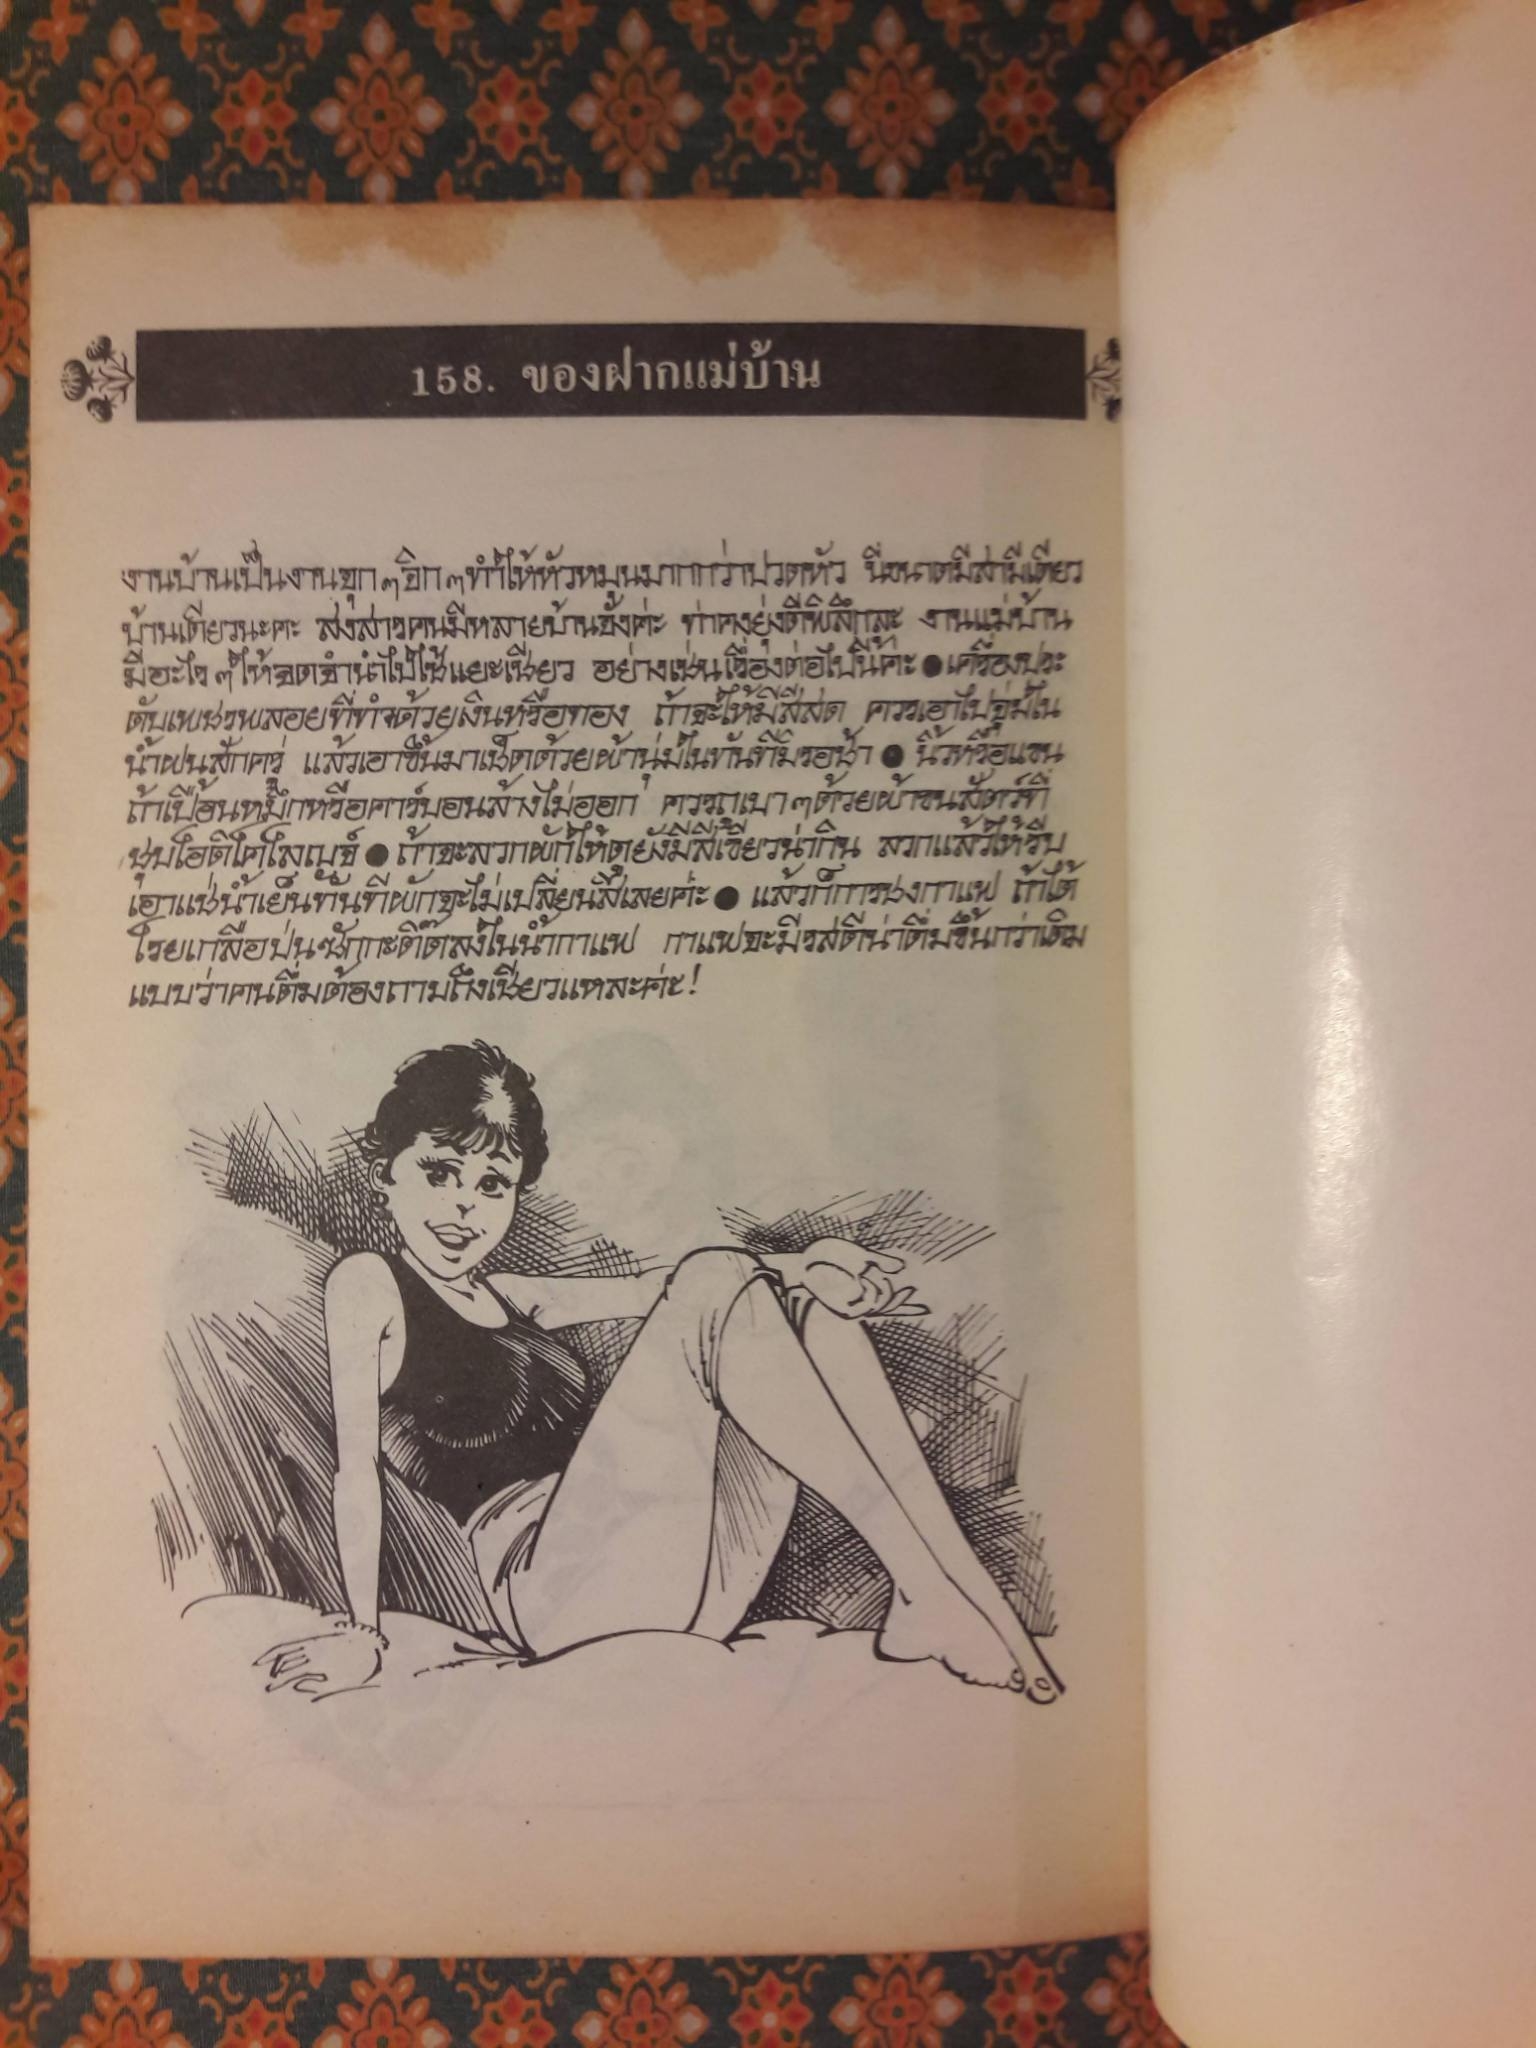 158. ของฝากแม่บ้าน
งานบ้านเป็นงานจุกๆจิกๆทำให้หัวหมุนมากกว่าปวดหัว นี่ขนาดมีสามีเดียว
บ้านเดียวนะคะ สงสารคนมีหลายบ้านจังค่ะ ท่าคงยุ่งดีพิลึกละ งานแม่บ้าน
มีอะไรๆให้จดจำนำไปใช้แยะเชียว อย่างเช่นเรื่องต่อไปนี้ค่ะ ● เครื่องประ
ดับเพชรพลอยที่ทำด้วยเงินหรือทอง ถ้าจะให้มีสีสด ควรเอาไปจุ่มใน
น้ำฝนสักครู่ แล้วเอาขึ้นมาเช็ดด้วยผ้านุ่มในทันทีมิรอช้า ● นิ้วหรือแขน
ถ้าเปื้อนหมึกหรือคาร์บอนล้างไม่ออก ควรถูเบาๆด้วยผ้าขนสัตว์ที่
ชุบโอดิโคโลญจ์ ● ถ้าจะลวกผักให้ดูยังมีสีเขียวน่ากิน ลวกแล้วให้รีบ
เอาแช่น้ำเย็นทันทีผักจะไม่เปลี่ยนสีเลยค่ะ ● แล้วก็การชงกาแฟ ถ้าได้
โรยเกลือป่นซักกะติ๊ดลงในน้ำกาแฟ กาแฟจะมีรสดีน่าดื่มขึ้นกว่าเดิม
แบบว่าคนดื่มต้องถามถึงเชียวแหละค่ะ!